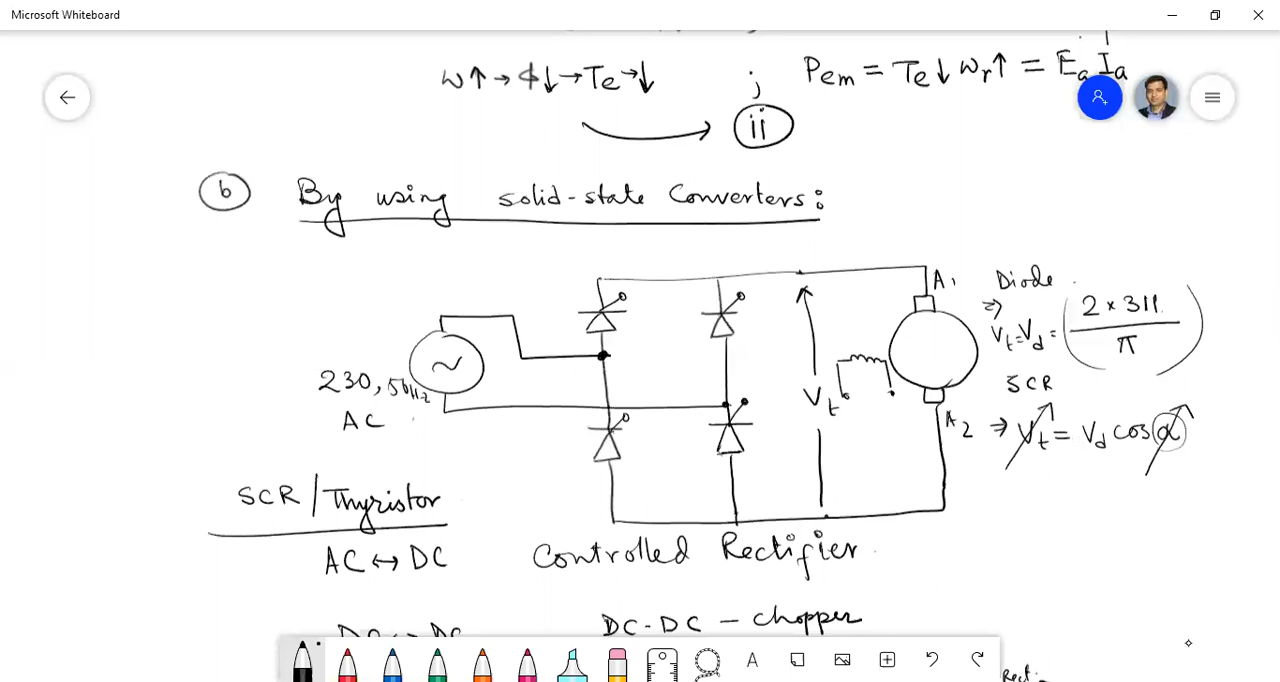 Microsoft Whiteboard
ω↑ → ϕ↓ → Te → ↓ ; Pem = Te↓ ωr↑ = Ea Ia
ii
b By using solid-state Converters:
230, 50Hz
AC
Vt
A1
A2
Diode
⇒ Vt = Vd = (2 × 311 / π)
SCR
⇒ Vt = Vd cos α
SCR / Thyristor
AC ↔ DC
Controlled Rectifier
DC - DC - chopper
DC ↔ DC
A